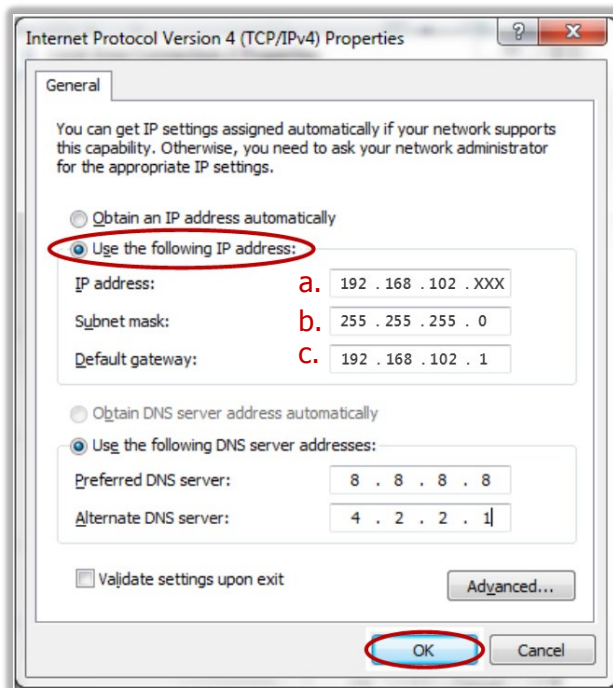 Internet Protocol Version 4 (TCP/IPv4) Properties
General
You can get IP settings assigned automatically if your network supports
this capability. Otherwise, you need to ask your network administrator
for the appropriate IP settings.
Obtain an IP address automatically
Use the following IP address:
IP address: a. 192 . 168 . 102 . XXX
Subnet mask: b. 255 . 255 . 255 . 0
Default gateway: c. 192 . 168 . 102 . 1
Obtain DNS server address automatically
Use the following DNS server addresses:
Preferred DNS server: 8 . 8 . 8 . 8
Alternate DNS server: 4 . 2 . 2 . 1
Validate settings upon exit
Advanced...
OK Cancel